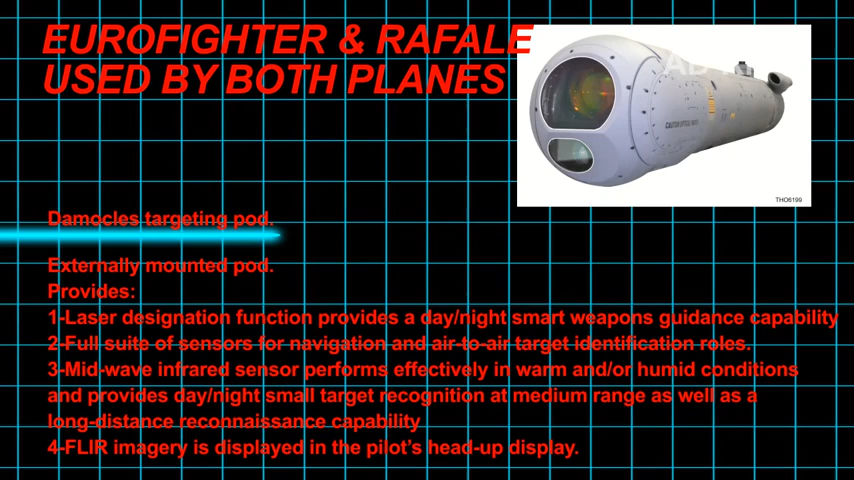 EUROFIGHTER & RAFALE
USED BY BOTH PLANES
THO6199
Damocles targeting pod.
Externally mounted pod.
Provides:
1-Laser designation function provides a day/night smart weapons guidance capability
2-Full suite of sensors for navigation and air-to-air target identification roles.
3-Mid-wave infrared sensor performs effectively in warm and/or humid conditions
and provides day/night small target recognition at medium range as well as a
long-distance reconnaissance capability
4-FLIR imagery is displayed in the pilot's head-up display.